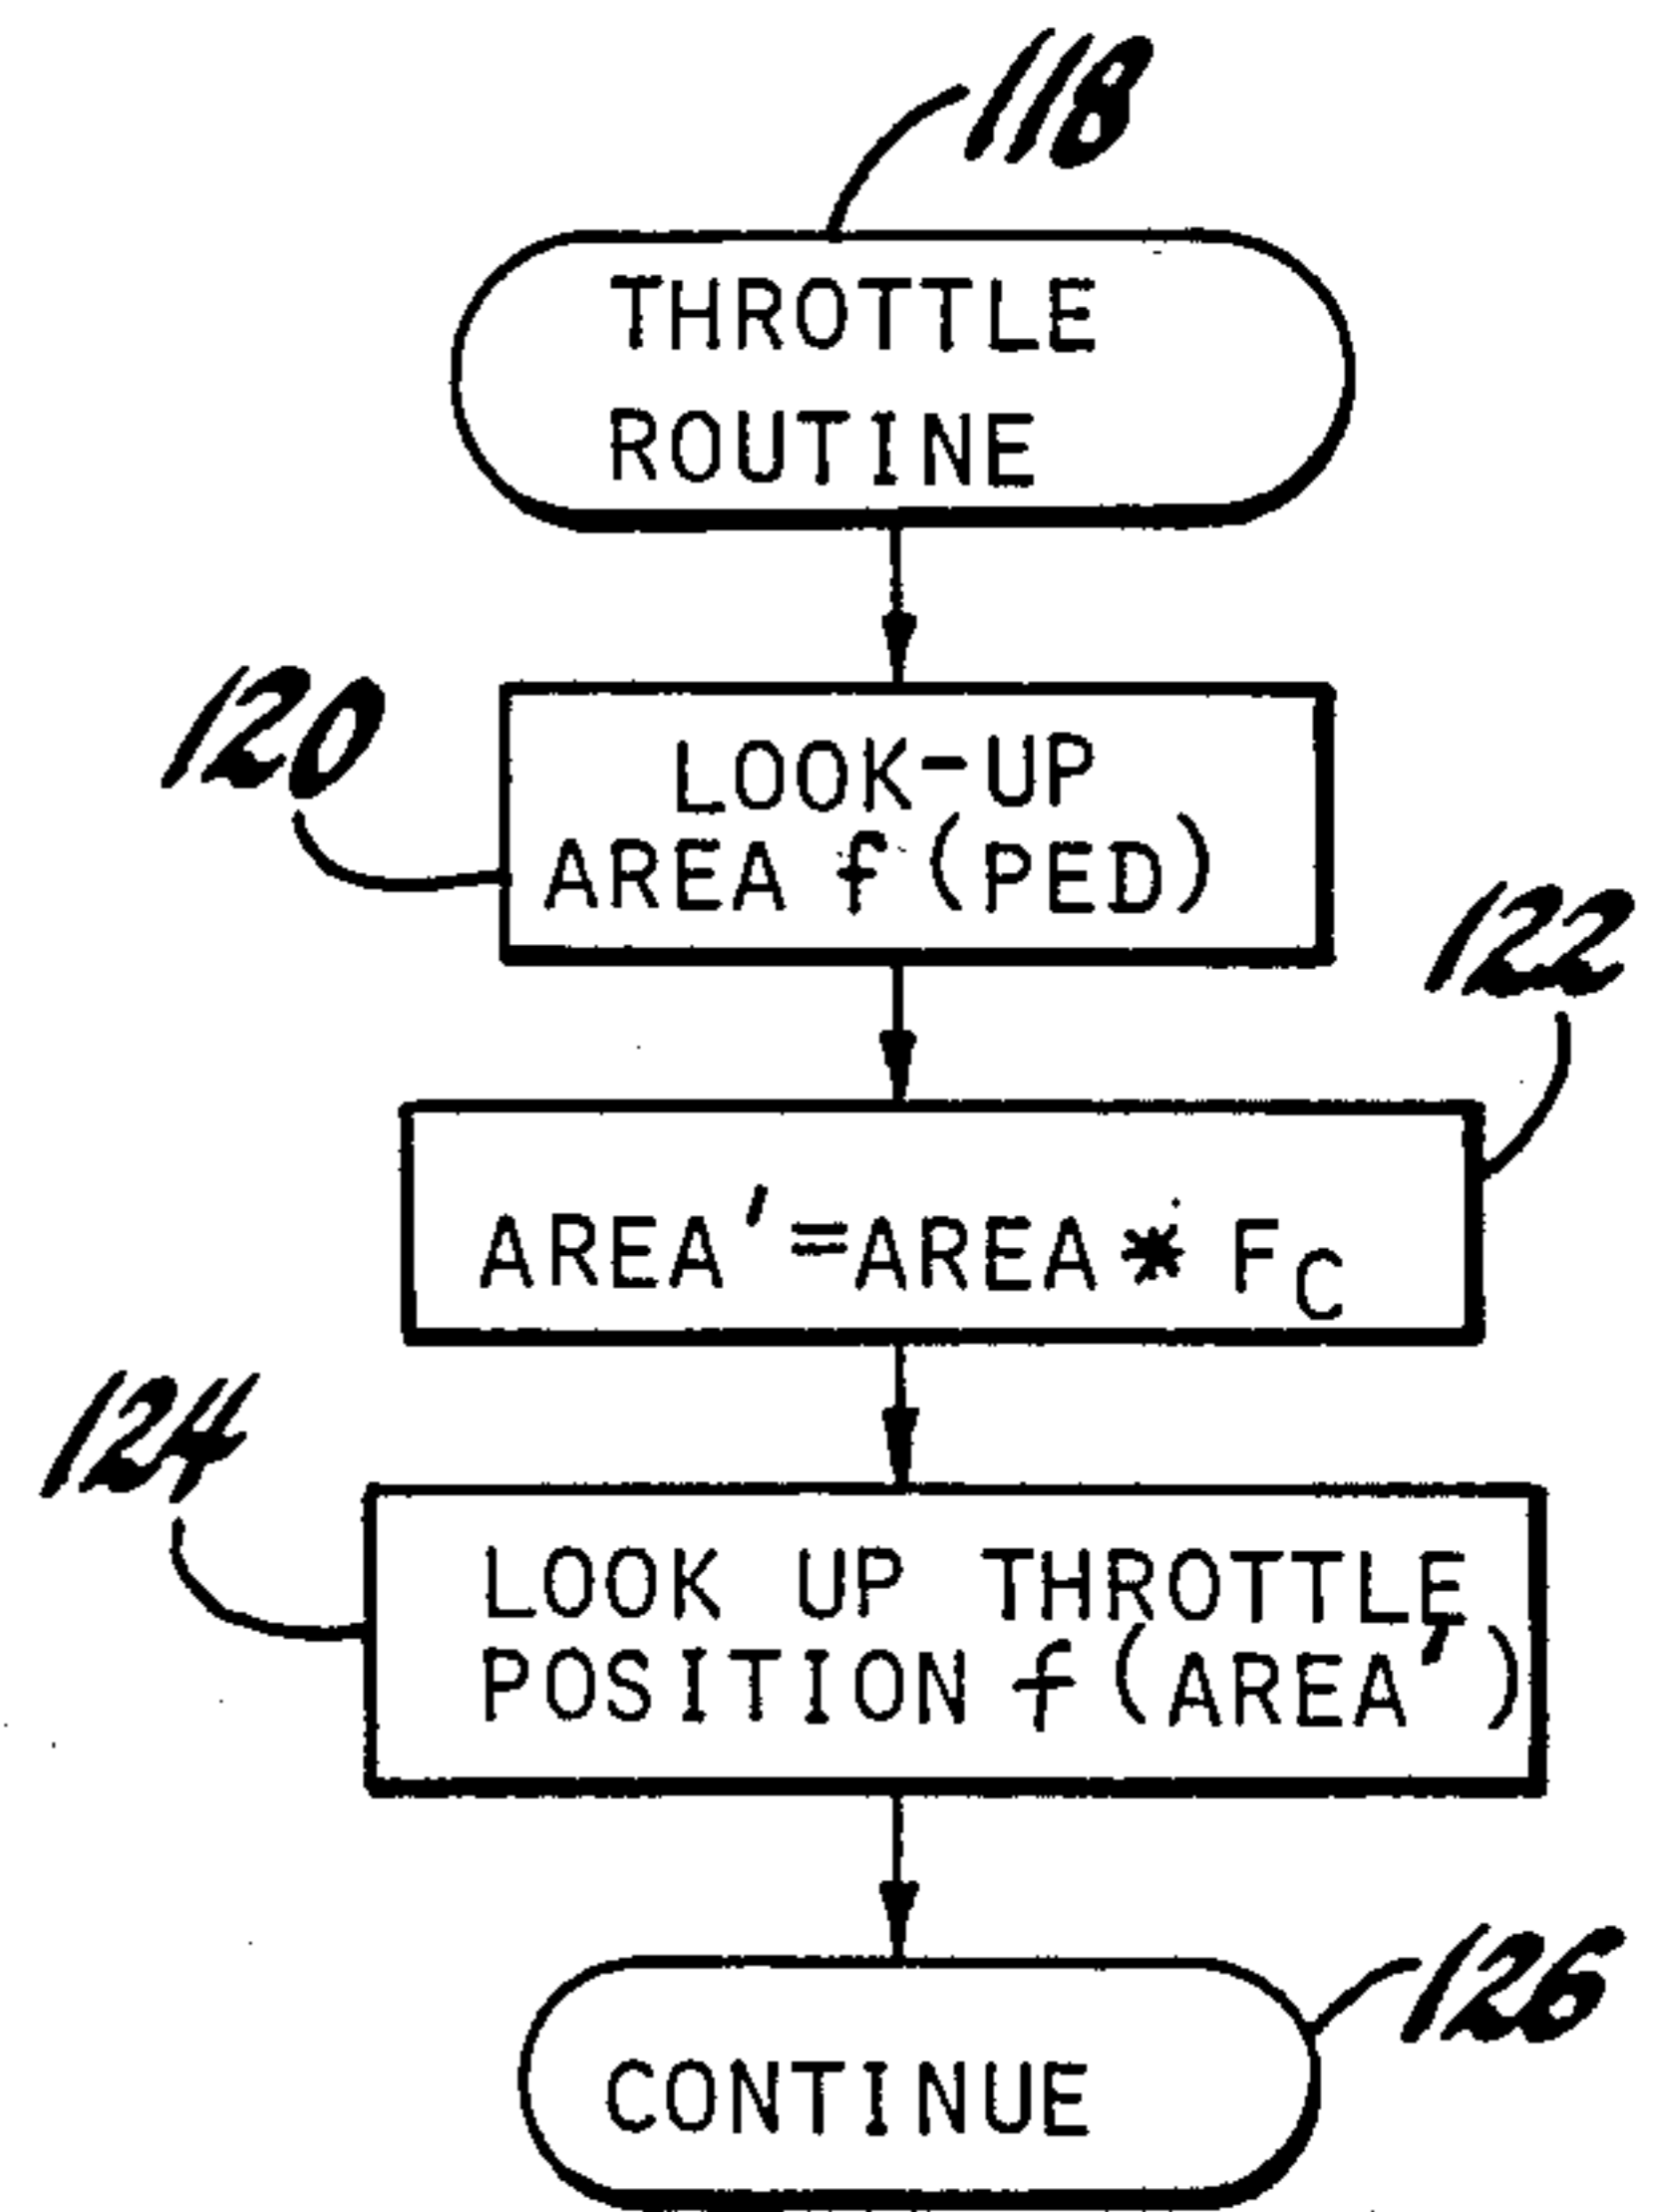 118
THROTTLE
ROUTINE
120
LOOK-UP
AREA f (PED)
122
AREA'=AREA * FC
124
LOOK UP THROTTLE
POSITION f (AREA')
126
CONTINUE